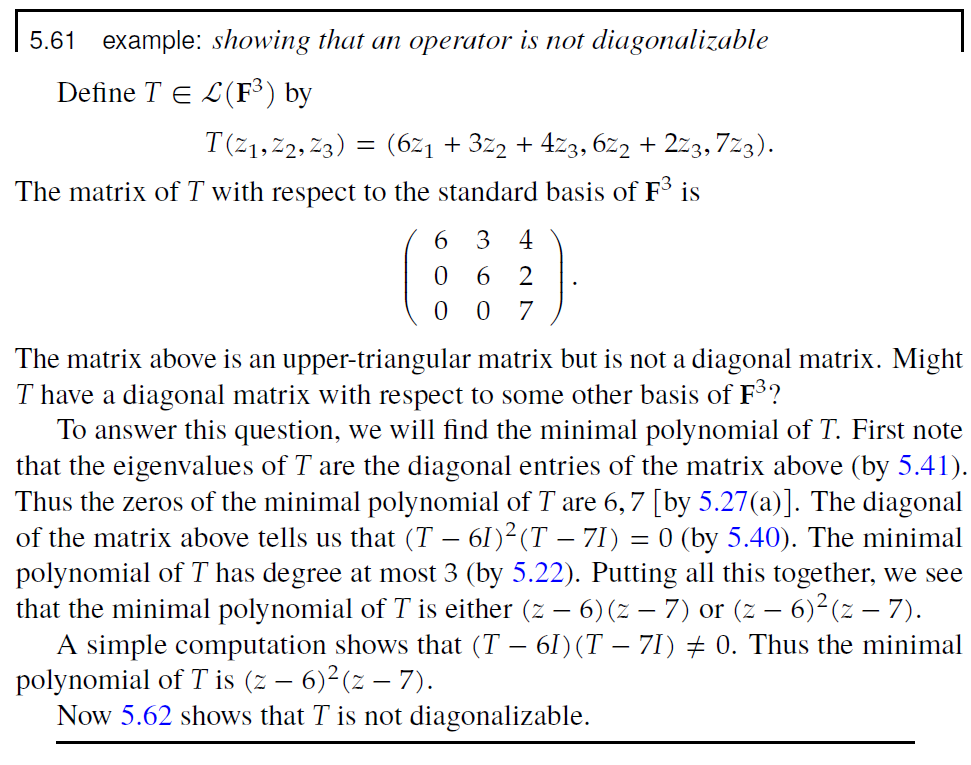 5.61 example: showing that an operator is not diagonalizable
Define T ∈ ℒ(F³) by
T(z₁, z₂, z₃) = (6z₁ + 3z₂ + 4z₃, 6z₂ + 2z₃, 7z₃).
The matrix of T with respect to the standard basis of F³ is
6 3 4
0 6 2
0 0 7 .
The matrix above is an upper-triangular matrix but is not a diagonal matrix. Might
T have a diagonal matrix with respect to some other basis of F³?
To answer this question, we will find the minimal polynomial of T. First note
that the eigenvalues of T are the diagonal entries of the matrix above (by 5.41).
Thus the zeros of the minimal polynomial of T are 6, 7 [by 5.27(a)]. The diagonal
of the matrix above tells us that (T − 6I)²(T − 7I) = 0 (by 5.40). The minimal
polynomial of T has degree at most 3 (by 5.22). Putting all this together, we see
that the minimal polynomial of T is either (z − 6)(z − 7) or (z − 6)²(z − 7).
A simple computation shows that (T − 6I)(T − 7I) ≠ 0. Thus the minimal
polynomial of T is (z − 6)²(z − 7).
Now 5.62 shows that T is not diagonalizable.